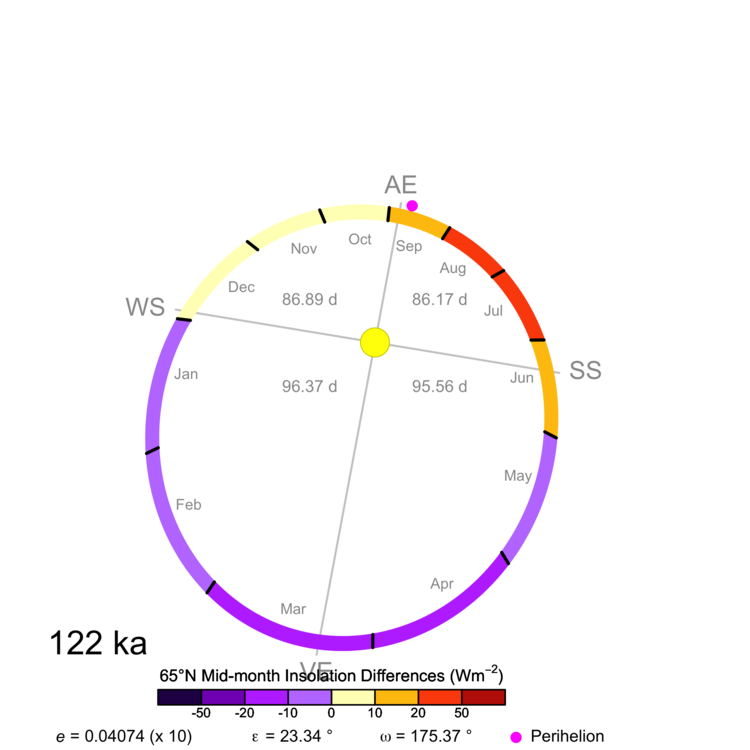 AE
Nov
Oct
Sep
Dec
Aug
WS
86.89 d
86.17 d
Jul
Jan
96.37 d
95.56 d
Jun
SS
Feb
May
Mar
Apr
122 ka
VE
65°N Mid-month Insolation Differences (Wm⁻²)
-50 -20 -10 0 10 20 50
e = 0.04074 (x 10) ε = 23.34 ° ω = 175.37 ° Perihelion